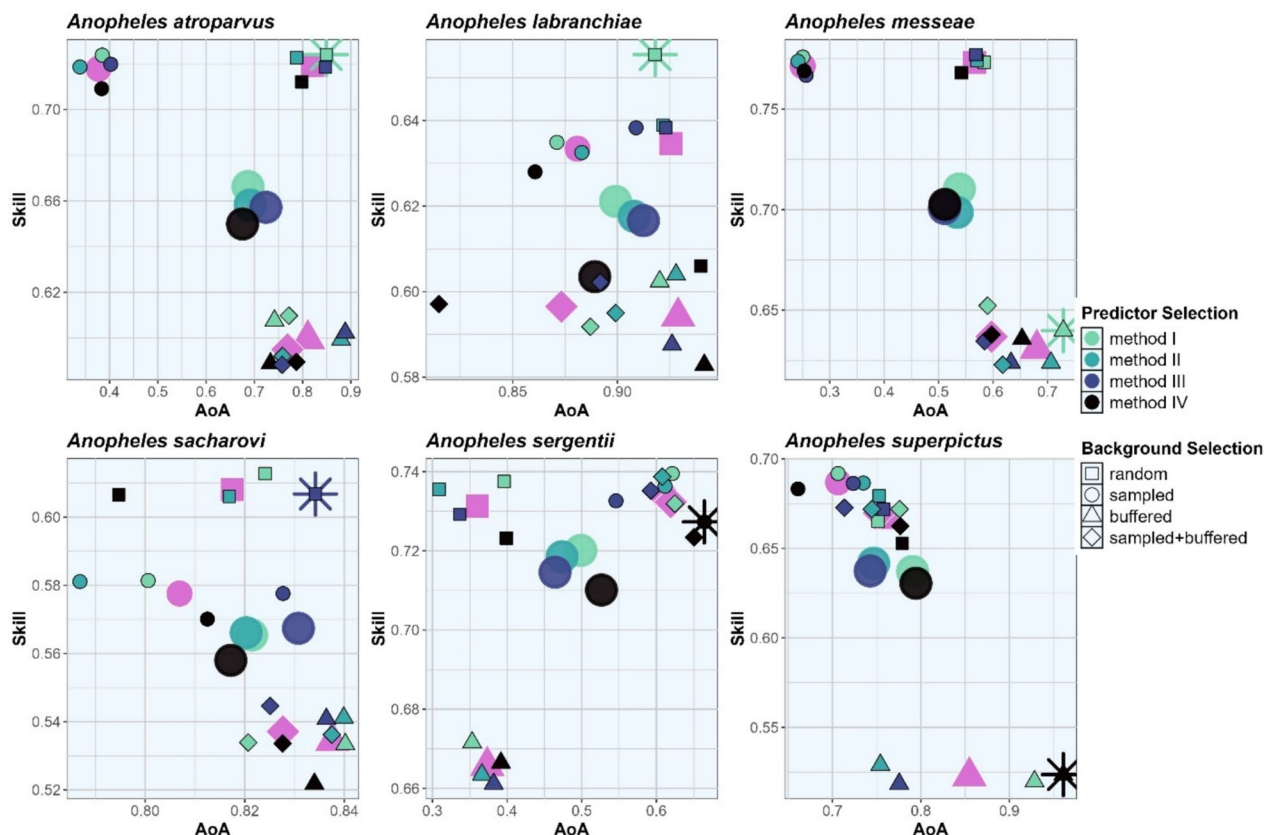 Anopheles atroparvus
Anopheles labranchiae
Anopheles messeae
Skill
0.70
0.66
0.62
0.4
0.5
0.6
0.7
0.8
0.9
AoA
Skill
0.64
0.62
0.60
0.58
0.85
0.90
AoA
Skill
0.75
0.70
0.65
0.3
0.4
0.5
0.6
0.7
AoA
Predictor Selection
method I
method II
method III
method IV
Background Selection
random
sampled
buffered
sampled+buffered
Anopheles sacharovi
Anopheles sergentii
Anopheles superpictus
Skill
0.60
0.58
0.56
0.54
0.52
0.80
0.82
0.84
AoA
Skill
0.74
0.72
0.70
0.68
0.66
0.3
0.4
0.5
0.6
AoA
Skill
0.70
0.65
0.60
0.55
0.7
0.8
0.9
AoA